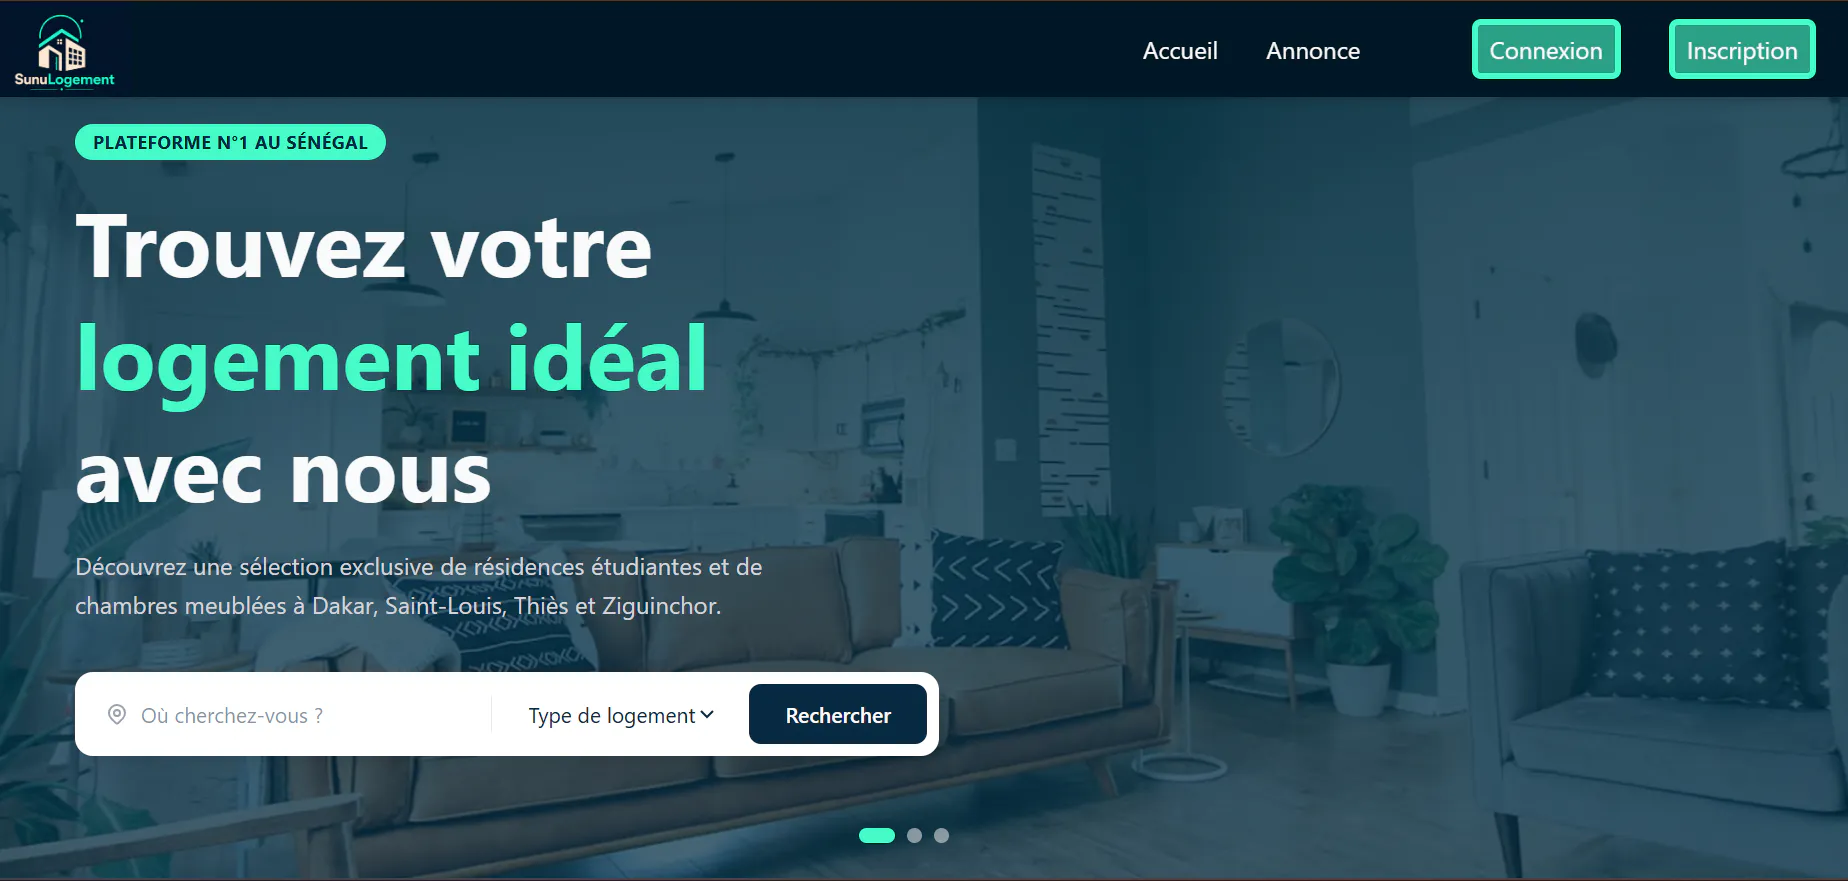 SunuLogement
Accueil
Annonce
Connexion
Inscription
PLATEFORME N°1 AU SÉNÉGAL
Trouvez votre
logement idéal
avec nous
Découvrez une sélection exclusive de résidences étudiantes et de
chambres meublées à Dakar, Saint-Louis, Thiès et Ziguinchor.
Où cherchez-vous ?
Type de logement
Rechercher